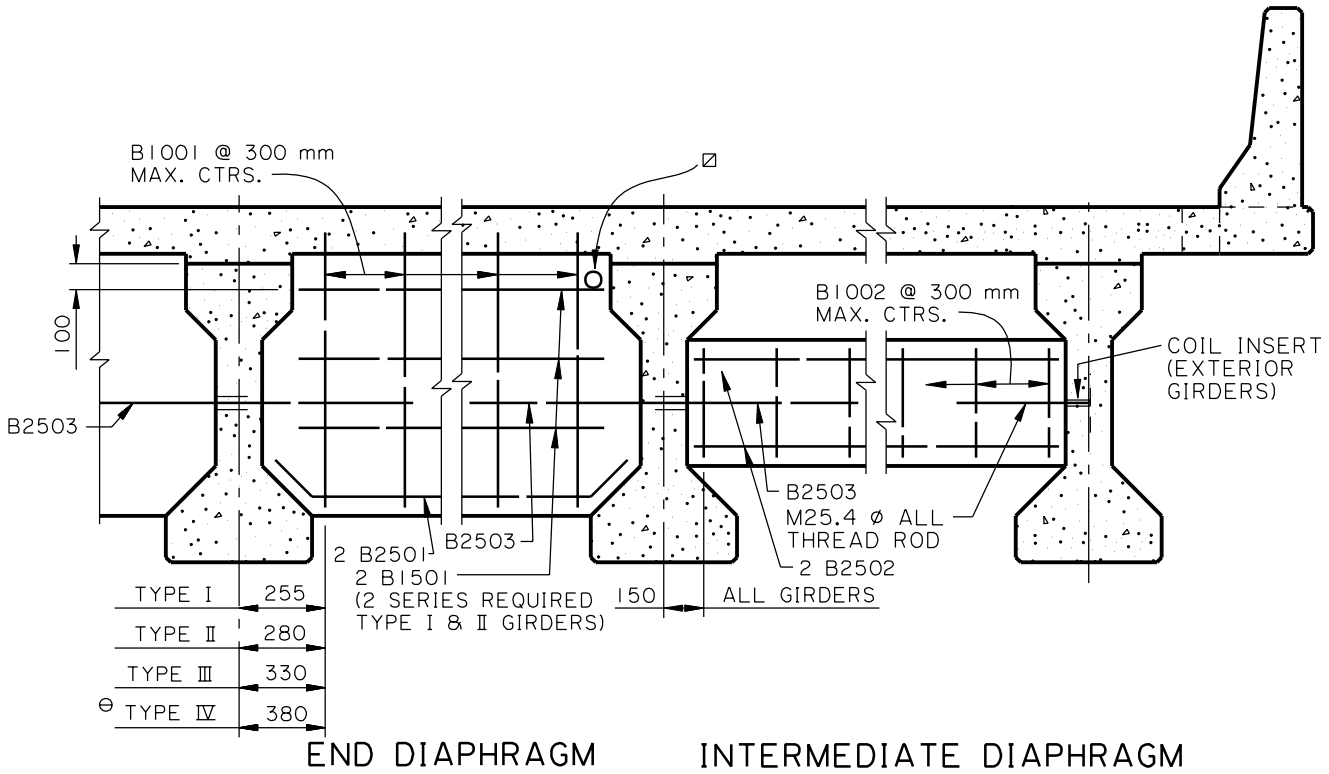 B1001 @ 300 mm
MAX. CTRS.
100
B2503
B1002 @ 300 mm
MAX. CTRS.
COIL INSERT
(EXTERIOR
GIRDERS)
B2503
M25.4 ø ALL
THREAD ROD
2 B2502
2 B2501
B2503
2 B1501
(2 SERIES REQUIRED
TYPE I & II GIRDERS)
150 ALL GIRDERS
TYPE I 255
TYPE II 280
TYPE III 330
⊖ TYPE IV 380
END DIAPHRAGM
INTERMEDIATE DIAPHRAGM